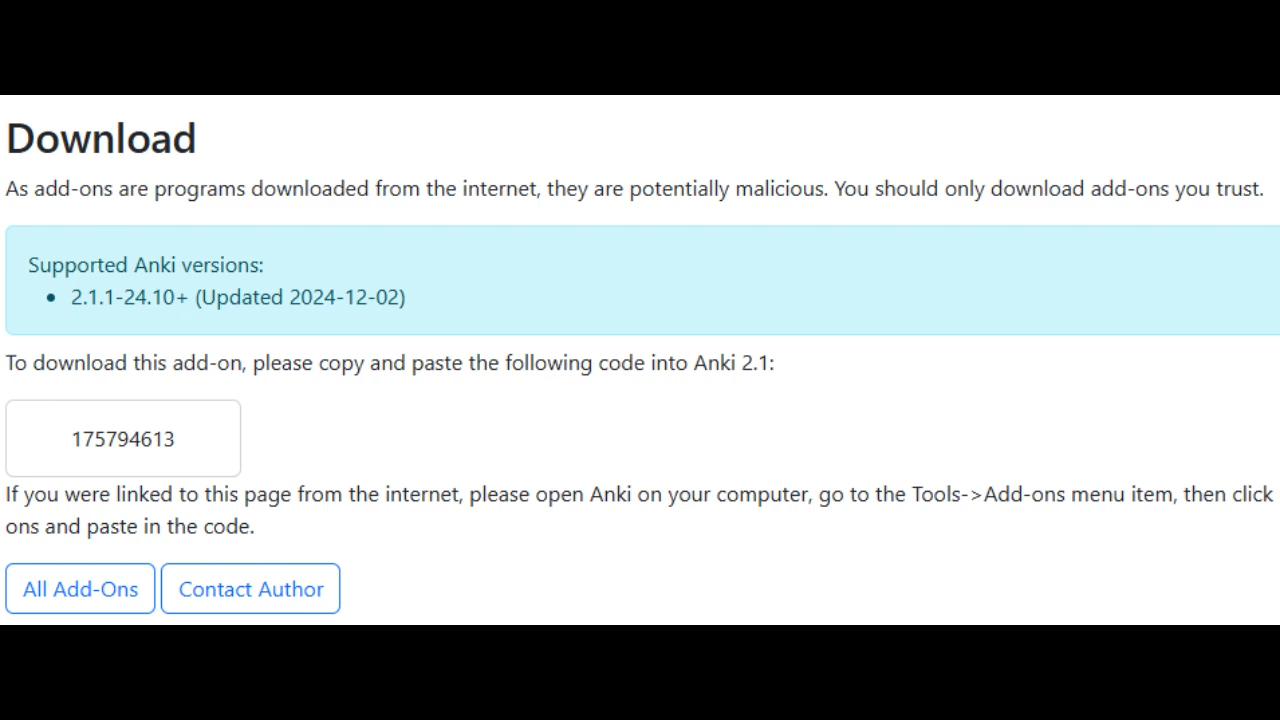 Download
As add-ons are programs downloaded from the internet, they are potentially malicious. You should only download add-ons you trust.
Supported Anki versions:
• 2.1.1-24.10+ (Updated 2024-12-02)
To download this add-on, please copy and paste the following code into Anki 2.1:
175794613
If you were linked to this page from the internet, please open Anki on your computer, go to the Tools->Add-ons menu item, then click
ons and paste in the code.
All Add-Ons Contact Author